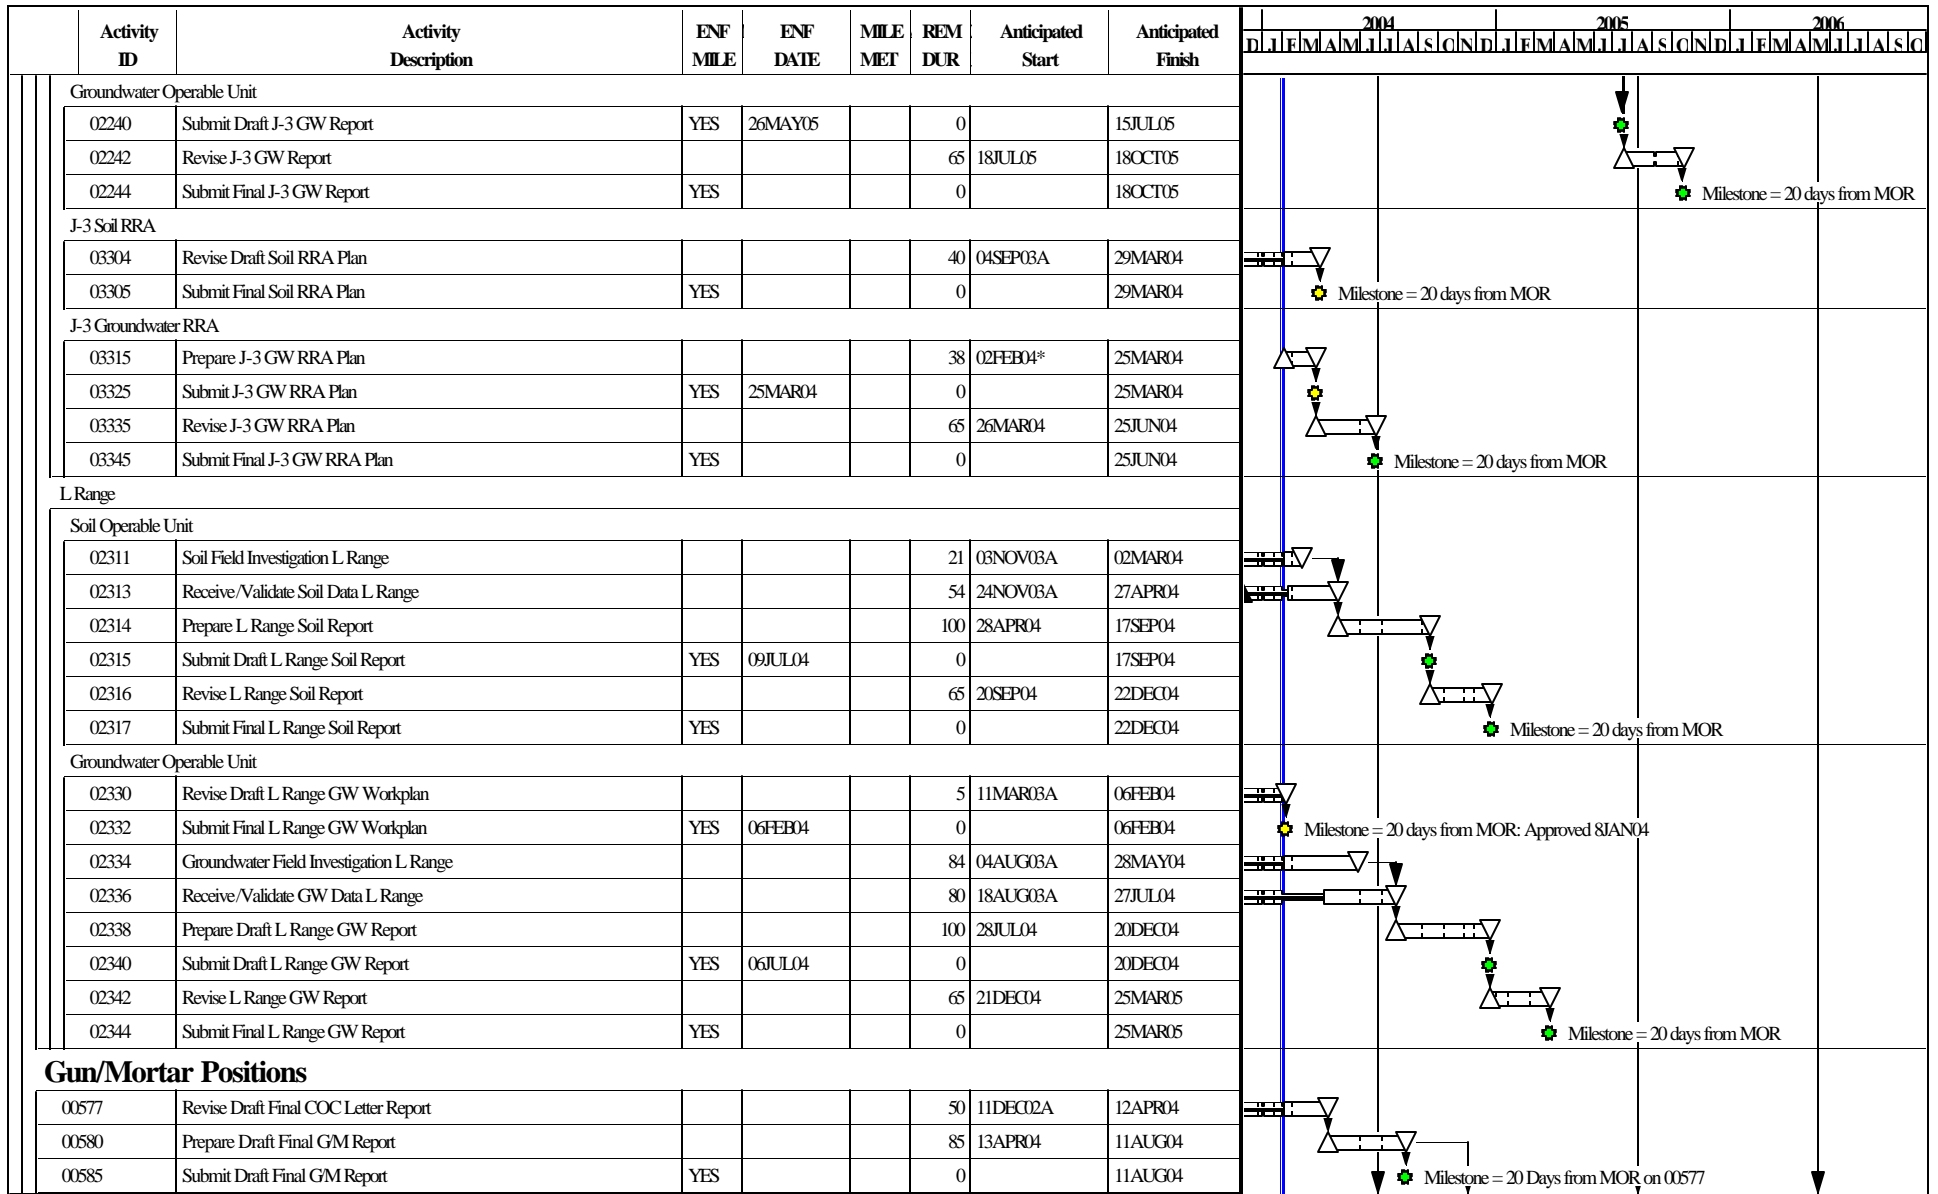 Activity ID Activity Description ENF MILE ENF DATE MILE MET REM DUR Anticipated Start Anticipated Finish
2004 2005 2006
D J F M A M J J A S O N D J F M A M J J A S O N D J F M A M J J A S O
Groundwater Operable Unit
02240 Submit Draft J-3 GW Report YES 26MAY05 0 15JUL05
02242 Revise J-3 GW Report 65 18JUL05 18OCT05
02244 Submit Final J-3 GW Report YES 0 18OCT05 Milestone = 20 days from MOR
J-3 Soil RRA
03304 Revise Draft Soil RRA Plan 40 04SEP03A 29MAR04
03305 Submit Final Soil RRA Plan YES 0 29MAR04 Milestone = 20 days from MOR
J-3 Groundwater RRA
03315 Prepare J-3 GW RRA Plan 38 02FEB04* 25MAR04
03325 Submit J-3 GW RRA Plan YES 25MAR04 0 25MAR04
03335 Revise J-3 GW RRA Plan 65 26MAR04 25JUN04
03345 Submit Final J-3 GW RRA Plan YES 0 25JUN04 Milestone = 20 days from MOR
L Range
Soil Operable Unit
02311 Soil Field Investigation L Range 21 03NOV03A 02MAR04
02313 Receive/Validate Soil Data L Range 54 24NOV03A 27APR04
02314 Prepare L Range Soil Report 100 28APR04 17SEP04
02315 Submit Draft L Range Soil Report YES 09JUL04 0 17SEP04
02316 Revise L Range Soil Report 65 20SEP04 22DEC04
02317 Submit Final L Range Soil Report YES 0 22DEC04 Milestone = 20 days from MOR
Groundwater Operable Unit
02330 Revise Draft L Range GW Workplan 5 11MAR03A 06FEB04
02332 Submit Final L Range GW Workplan YES 06FEB04 0 06FEB04 Milestone = 20 days from MOR: Approved 8JAN04
02334 Groundwater Field Investigation L Range 84 04AUG03A 28MAY04
02336 Receive/Validate GW Data L Range 80 18AUG03A 27JUL04
02338 Prepare Draft L Range GW Report 100 28JUL04 20DEC04
02340 Submit Draft L Range GW Report YES 06JUL04 0 20DEC04
02342 Revise L Range GW Report 65 21DEC04 25MAR05
02344 Submit Final L Range GW Report YES 0 25MAR05 Milestone = 20 days from MOR
Gun/Mortar Positions
00577 Revise Draft Final COC Letter Report 50 11DEC02A 12APR04
00580 Prepare Draft Final G/M Report 85 13APR04 11AUG04
00585 Submit Draft Final G/M Report YES 0 11AUG04 Milestone = 20 Days from MOR on 00577